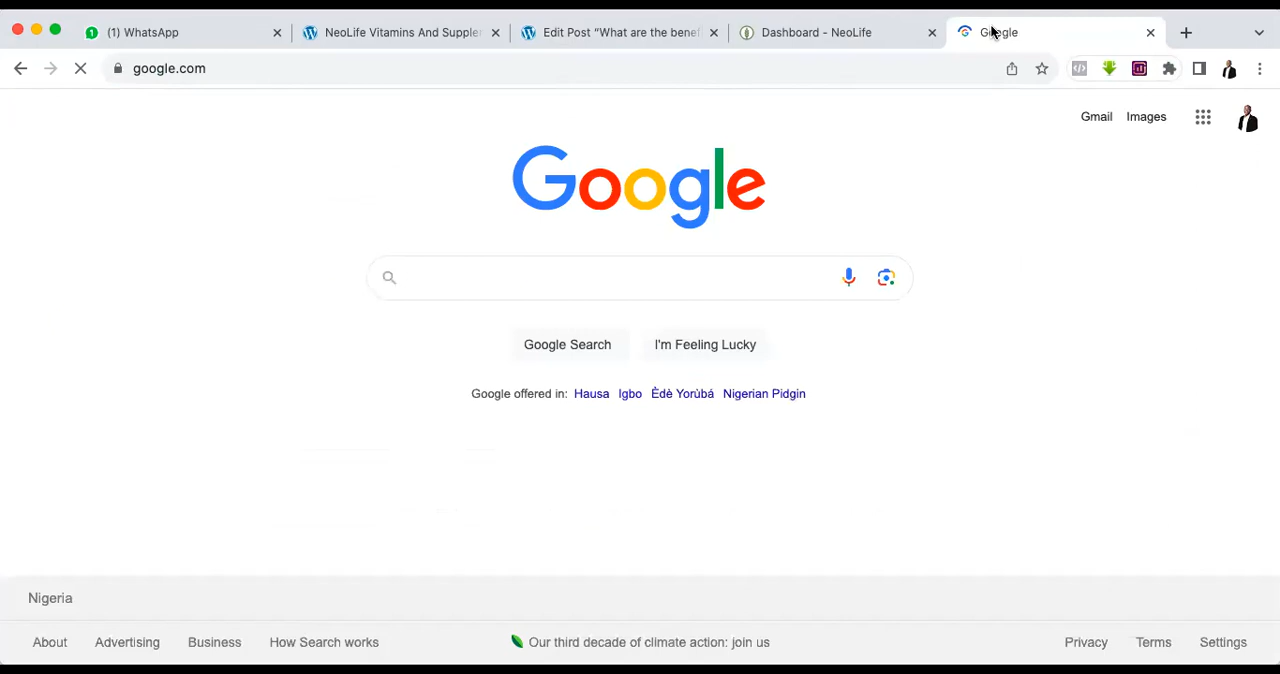 (1) WhatsApp
NeoLife Vitamins And Supple
Edit Post "What are the benef
Dashboard - NeoLife
Google
google.com
Gmail
Images
Google
Google Search
I'm Feeling Lucky
Google offered in: Hausa Igbo Èdè Yorùbá Nigerian Pidgin
Nigeria
About
Advertising
Business
How Search works
Our third decade of climate action: join us
Privacy
Terms
Settings